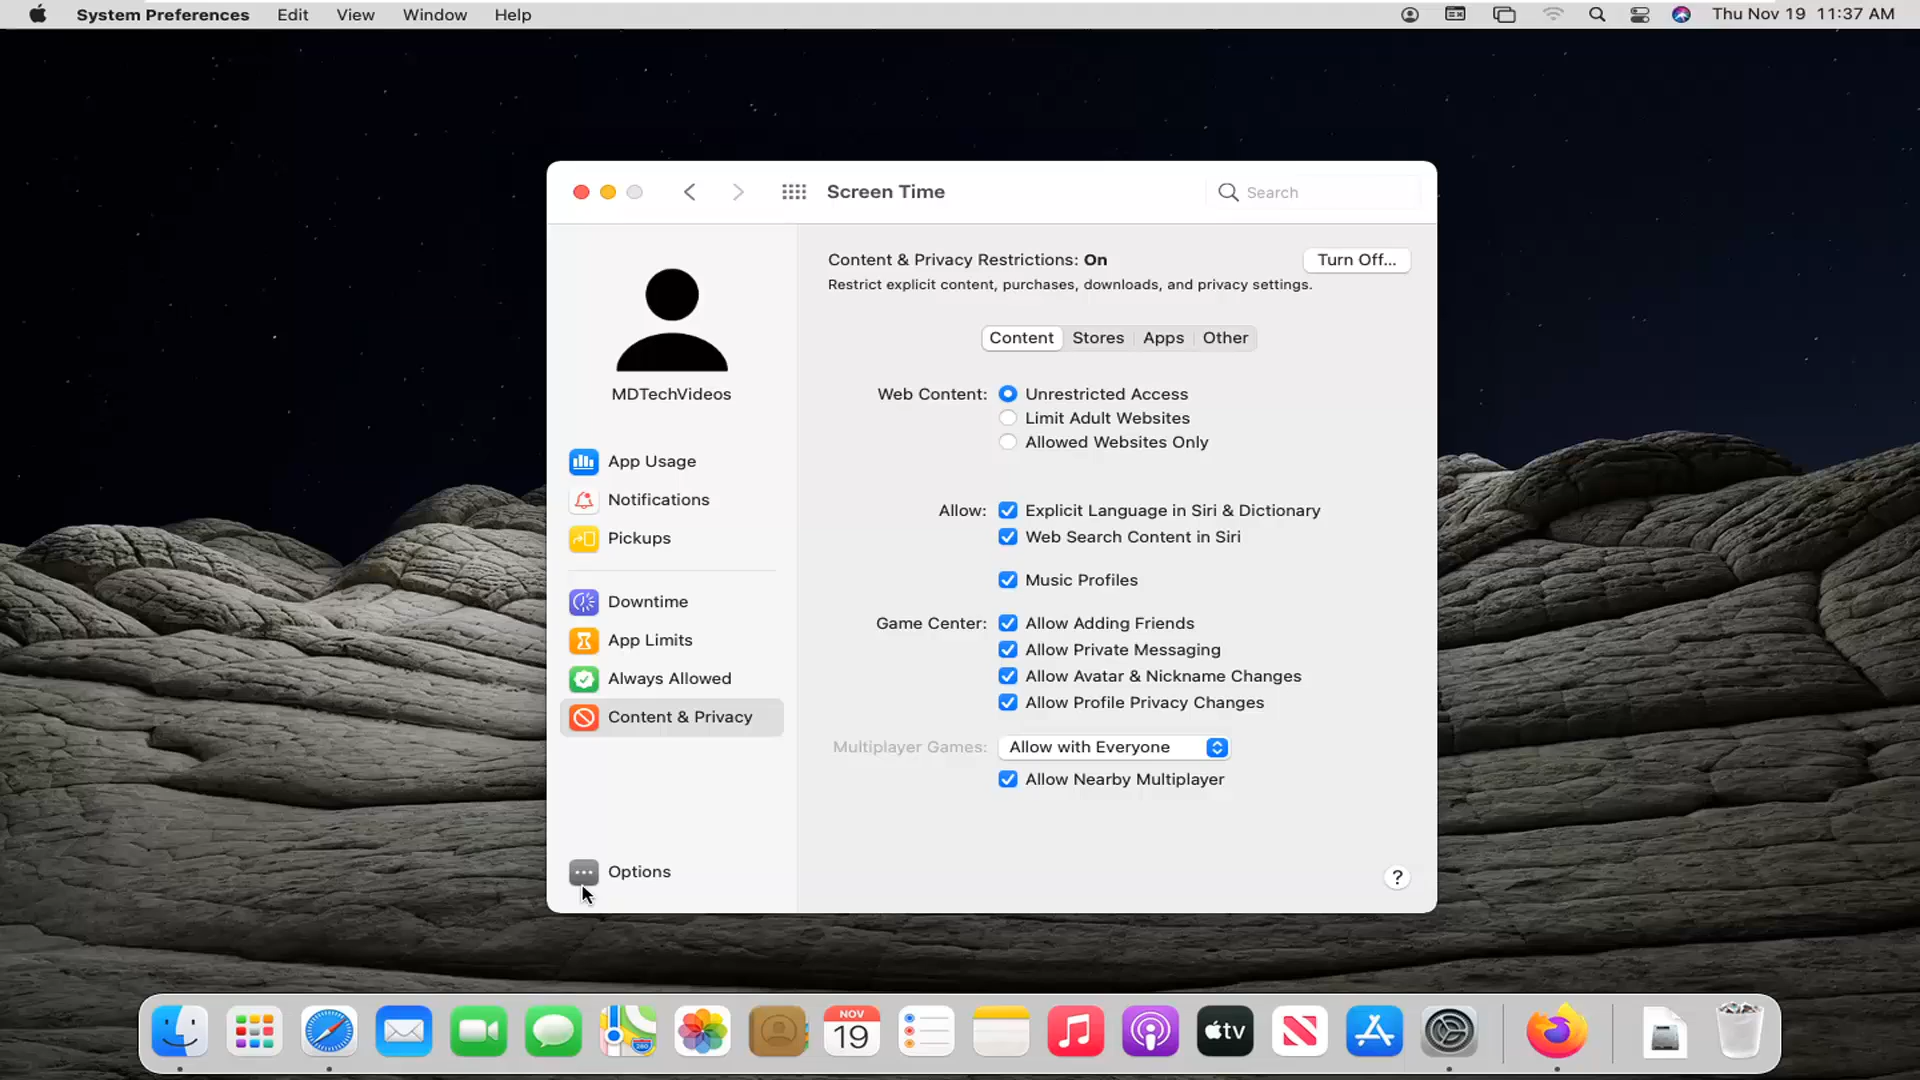 System Preferences Edit View Window Help Thu Nov 19 11:37 AM
Screen Time Search
Content & Privacy Restrictions: On Turn Off...
Restrict explicit content, purchases, downloads, and privacy settings.
Content Stores Apps Other
MDTechVideos
App Usage
Notifications
Pickups
Downtime
App Limits
Always Allowed
Content & Privacy
Options
Web Content: Unrestricted Access
Limit Adult Websites
Allowed Websites Only
Allow: Explicit Language in Siri & Dictionary
Web Search Content in Siri
Music Profiles
Game Center: Allow Adding Friends
Allow Private Messaging
Allow Avatar & Nickname Changes
Allow Profile Privacy Changes
Multiplayer Games: Allow with Everyone
Allow Nearby Multiplayer
?
280
NOV
19
tv